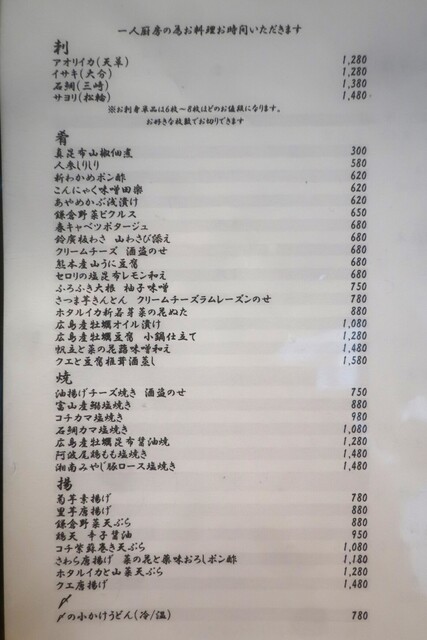 一人厨房の為お料理お時間いただきます
刺
アオリイカ(天草) 1,280
イサキ(大分) 1,280
石鯛(三崎) 1,380
サヨリ(松輪) 1,480
※お刺身単品は6枚〜8枚ほどのお値段になります。
お好きな枚数でお切りできます
肴
真昆布山椒佃煮 300
人参しりしり 580
新わかめポン酢 620
こんにゃく味噌田楽 620
あやめかぶ浅漬け 620
鎌倉野菜ピクルス 650
春キャベツポタージュ 680
鈴廣板わさ 山わさび添え 680
クリームチーズ 酒盗のせ 680
熊本産山うに豆腐 680
セロリの塩昆布レモン和え 680
ふろふき大根 柚子味噌 750
さつま芋きんとん クリームチーズラムレーズンのせ 780
ホタルイカ新若芽菜の花ぬた 880
広島産牡蠣オイル漬け 1,080
広島産牡蠣豆腐 小鍋仕立て 1,280
帆立と菜の花蕗味噌和え 1,480
クエと豆腐椎茸酒蒸し 1,580
焼
油揚げチーズ焼き 酒盗のせ 750
富山産鰯塩焼き 880
コチカマ塩焼き 980
石鯛カマ塩焼き 1,080
広島産牡蠣昆布醤油焼 1,280
阿波尾鶏もも塩焼き 1,480
湘南みやじ豚ロース塩焼き 1,480
揚
菊芋素揚げ 780
里芋唐揚げ 880
鎌倉野菜天ぷら 880
鶏天 辛子醤油 950
コチ紫蘇巻き天ぷら 1,080
さわら唐揚げ 菜の花と薬味おろしポン酢 1,180
ホタルイカと山菜天ぷら 1,280
クエ唐揚げ 1,480
〆
〆の小かけうどん(冷/温) 780